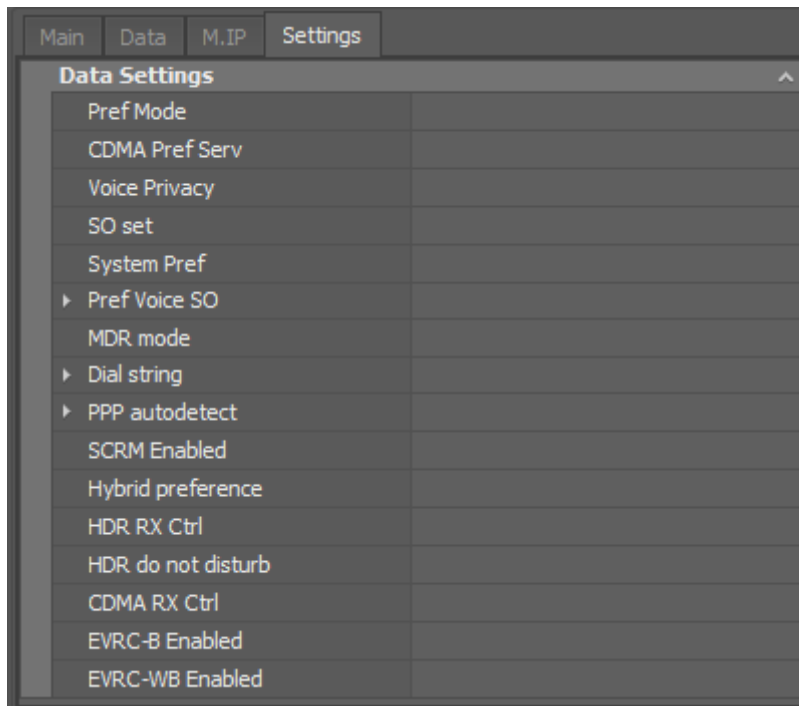 Main Data M.IP Settings
Data Settings
Pref Mode
CDMA Pref Serv
Voice Privacy
SO set
System Pref
Pref Voice SO
MDR mode
Dial string
PPP autodetect
SCRM Enabled
Hybrid preference
HDR RX Ctrl
HDR do not disturb
CDMA RX Ctrl
EVRC-B Enabled
EVRC-WB Enabled